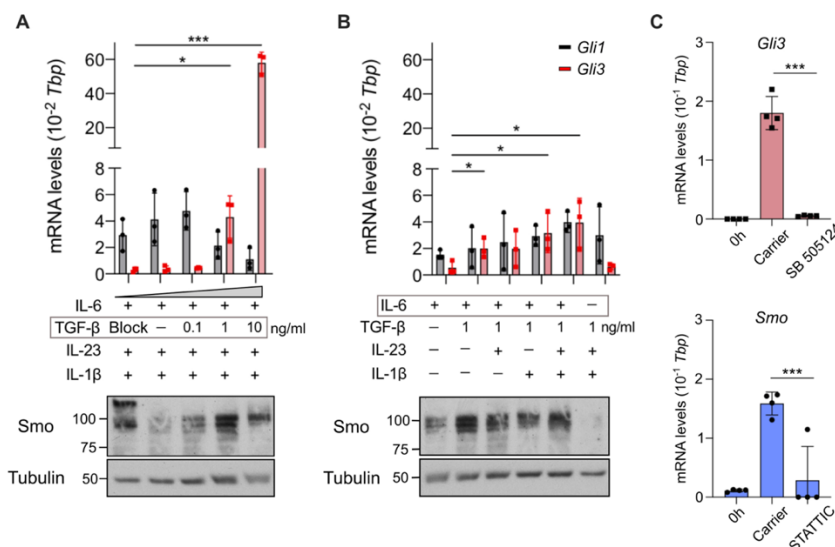 A
***
*
mRNA levels (10⁻² Tbp)
60
40
20
6
4
2
0
IL-6 + + + + +
TGF-β Block – 0.1 1 10 ng/ml
IL-23 + + + + +
IL-1β + + + + +
Smo
100
75
Tubulin 50
B
Gli1
Gli3
*
*
*
mRNA levels (10⁻² Tbp)
60
40
20
6
4
2
0
IL-6 + + + + + –
TGF-β – 1 1 1 1 1 ng/ml
IL-23 – – + – + +
IL-1β – – – + + +
Smo
100
75
Tubulin 50
C
Gli3
***
mRNA levels (10⁻¹ Tbp)
3
2
1
0
0h Carrier SB 505124
Smo
***
mRNA levels (10⁻¹ Tbp)
3
2
1
0
0h Carrier STATTIC